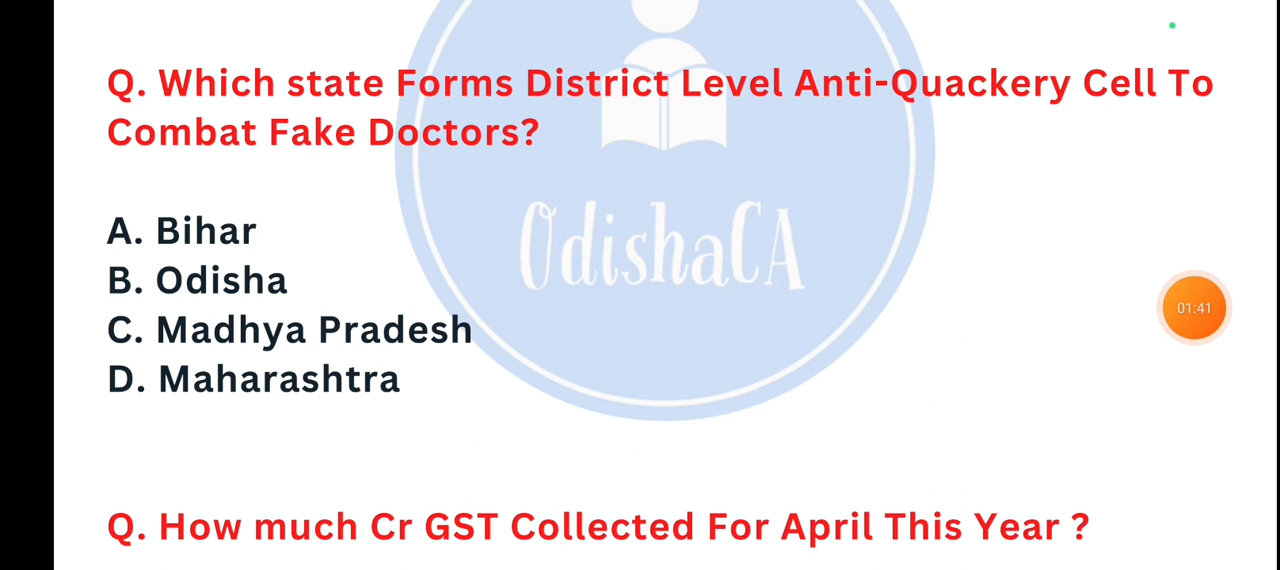 Q. Which state Forms District Level Anti-Quackery Cell To
Combat Fake Doctors?
A. Bihar
B. Odisha
C. Madhya Pradesh
D. Maharashtra
OdishaCA
01:41
Q. How much Cr GST Collected For April This Year ?